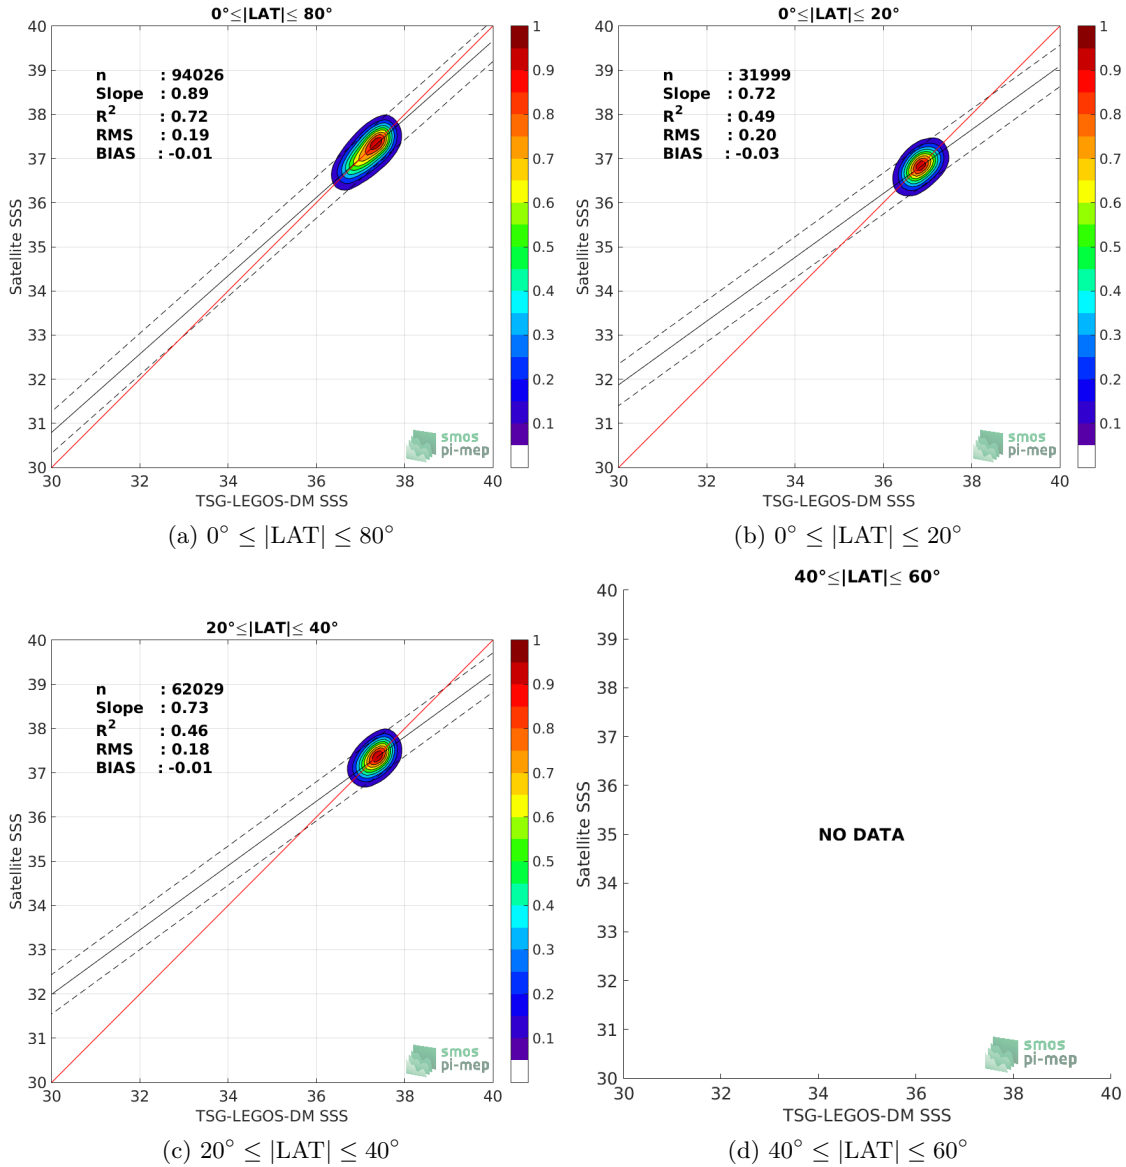 0°≤|LAT|≤ 80°
n : 94026
Slope : 0.89
R2 : 0.72
RMS : 0.19
BIAS : -0.01
40
39
38
37
36
35
34
33
32
31
30
Satellite SSS
30 32 34 36 38 40
TSG-LEGOS-DM SSS
1
0.9
0.8
0.7
0.6
0.5
0.4
0.3
0.2
0.1
smos
pi-mep
(a) 0° ≤ |LAT| ≤ 80°
0°≤|LAT|≤ 20°
n : 31999
Slope : 0.72
R2 : 0.49
RMS : 0.20
BIAS : -0.03
40
39
38
37
36
35
34
33
32
31
30
Satellite SSS
30 32 34 36 38 40
TSG-LEGOS-DM SSS
1
0.9
0.8
0.7
0.6
0.5
0.4
0.3
0.2
0.1
smos
pi-mep
(b) 0° ≤ |LAT| ≤ 20°
20°≤|LAT|≤ 40°
n : 62029
Slope : 0.73
R2 : 0.46
RMS : 0.18
BIAS : -0.01
40
39
38
37
36
35
34
33
32
31
30
Satellite SSS
30 32 34 36 38 40
TSG-LEGOS-DM SSS
1
0.9
0.8
0.7
0.6
0.5
0.4
0.3
0.2
0.1
smos
pi-mep
(c) 20° ≤ |LAT| ≤ 40°
40°≤|LAT|≤ 60°
40
39
38
37
36
35
34
33
32
31
30
Satellite SSS
NO DATA
30 32 34 36 38 40
TSG-LEGOS-DM SSS
smos
pi-mep
(d) 40° ≤ |LAT| ≤ 60°